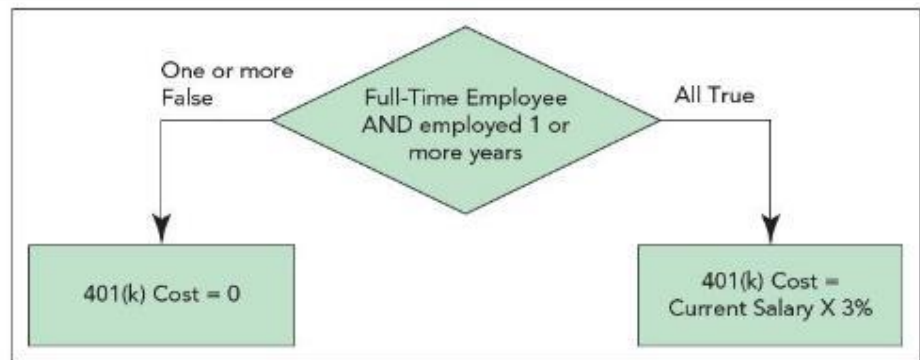 One or more
False
Full-Time Employee
AND employed 1 or
more years
All True
401(k) Cost = 0
401(k) Cost =
Current Salary X 3%